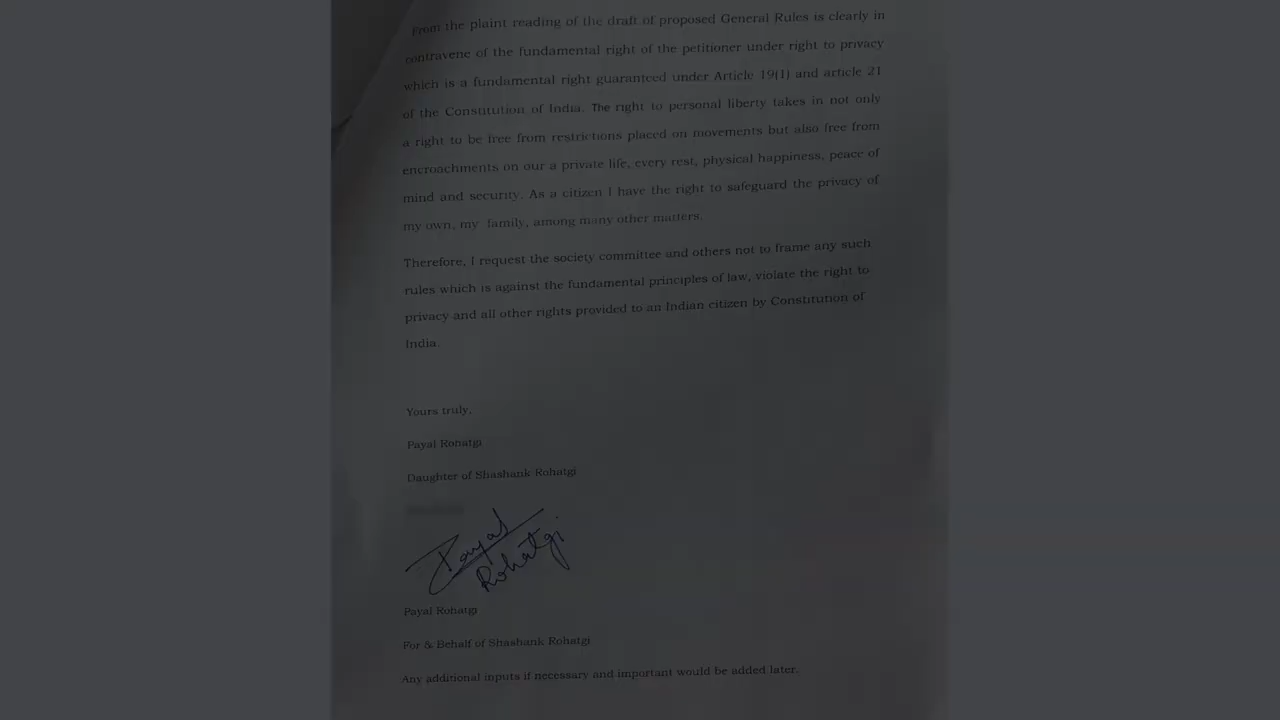 From the plaint reading of the draft of proposed General Rules is clearly in
contravene of the fundamental right of the petitioner under right to privacy
which is a fundamental right guaranteed under Article 19(1) and article 21
of the Constitution of India. The right to personal liberty takes in not only
a right to be free from restrictions placed on movements but also free from
encroachments on our a private life, every rest, physical happiness, peace of
mind and security. As a citizen I have the right to safeguard the privacy of
my own, my family, among many other matters.
Therefore, I request the society committee and others not to frame any such
rules which is against the fundamental principles of law, violate the right to
privacy and all other rights provided to an Indian citizen by Constitution of
India.
Yours truly,
Payal Rohatgi
Daughter of Shashank Rohatgi
Payal
Rohatgi
Payal Rohatgi
For & Behalf of Shashank Rohatgi
Any additional inputs if necessary and important would be added later.